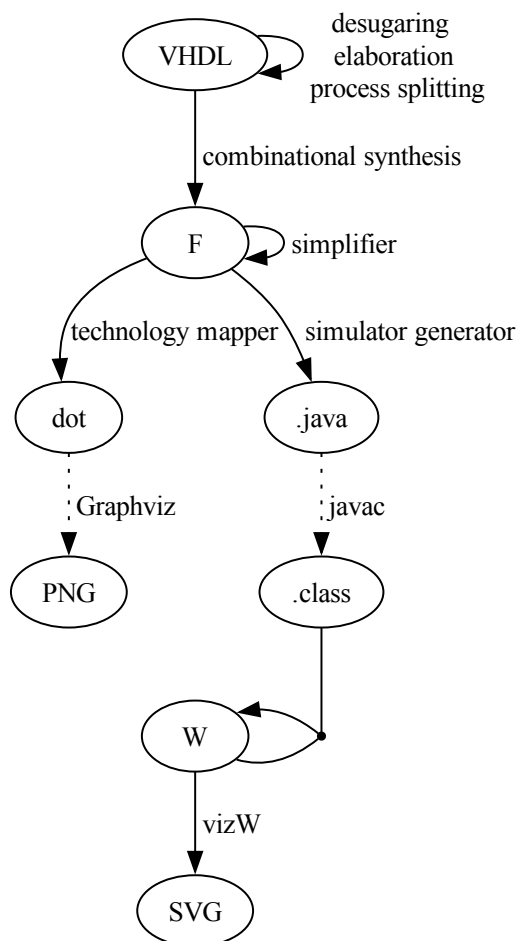 desugaring
VHDL
elaboration
process splitting
combinational synthesis
F
simplifier
technology mapper
simulator generator
dot
.java
Graphviz
javac
PNG
.class
W
vizW
SVG